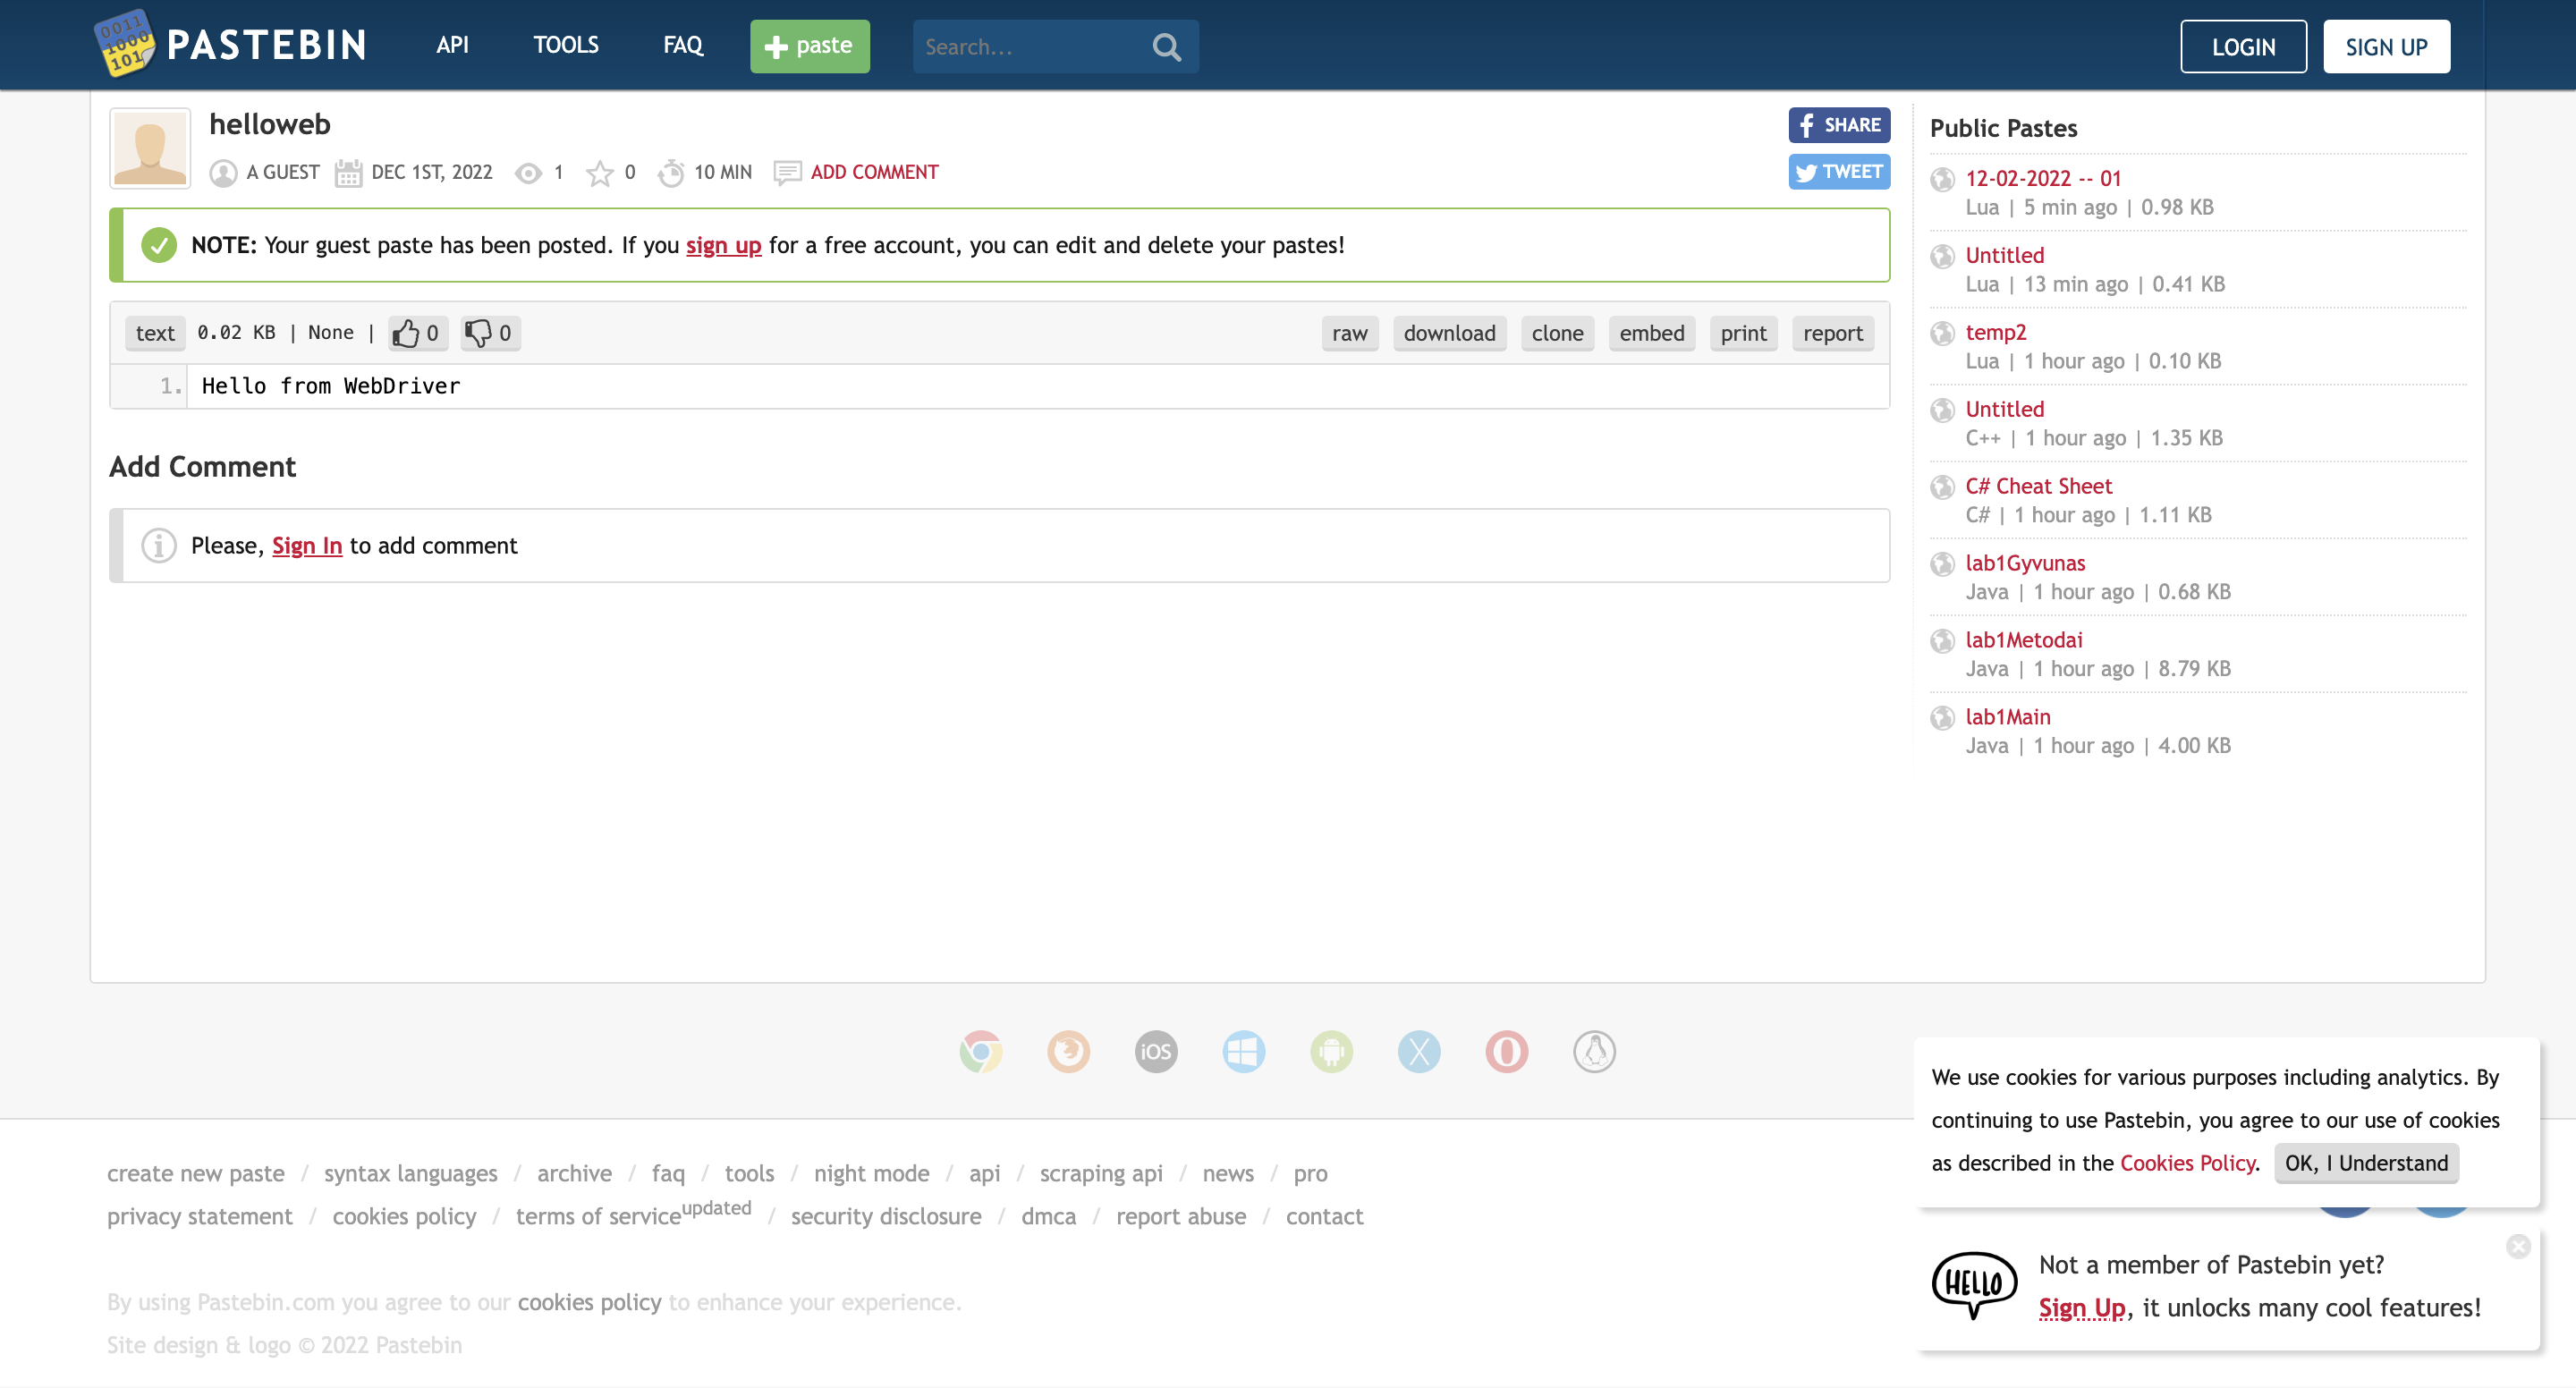 0011
1000
101
PASTEBIN
API
TOOLS
FAQ
paste
Search...
LOGIN
SIGN UP
helloweb
A GUEST
DEC 1ST, 2022
1
0
10 MIN
ADD COMMENT
SHARE
TWEET
NOTE: Your guest paste has been posted. If you sign up for a free account, you can edit and delete your pastes!
text 0.02 KB | None | 0 0
raw download clone embed print report
1. Hello from WebDriver
Add Comment
Please, Sign In to add comment
Public Pastes
12-02-2022 -- 01
Lua | 5 min ago | 0.98 KB
Untitled
Lua | 13 min ago | 0.41 KB
temp2
Lua | 1 hour ago | 0.10 KB
Untitled
C++ | 1 hour ago | 1.35 KB
C# Cheat Sheet
C# | 1 hour ago | 1.11 KB
lab1Gyvunas
Java | 1 hour ago | 0.68 KB
lab1Metodai
Java | 1 hour ago | 8.79 KB
lab1Main
Java | 1 hour ago | 4.00 KB
iOS
create new paste / syntax languages / archive / faq / tools / night mode / api / scraping api / news / pro
privacy statement / cookies policy / terms of serviceupdated / security disclosure / dmca / report abuse / contact
By using Pastebin.com you agree to our cookies policy to enhance your experience.
Site design & logo © 2022 Pastebin
We use cookies for various purposes including analytics. By
continuing to use Pastebin, you agree to our use of cookies
as described in the Cookies Policy. OK, I Understand
HELLO
Not a member of Pastebin yet?
Sign Up, it unlocks many cool features!